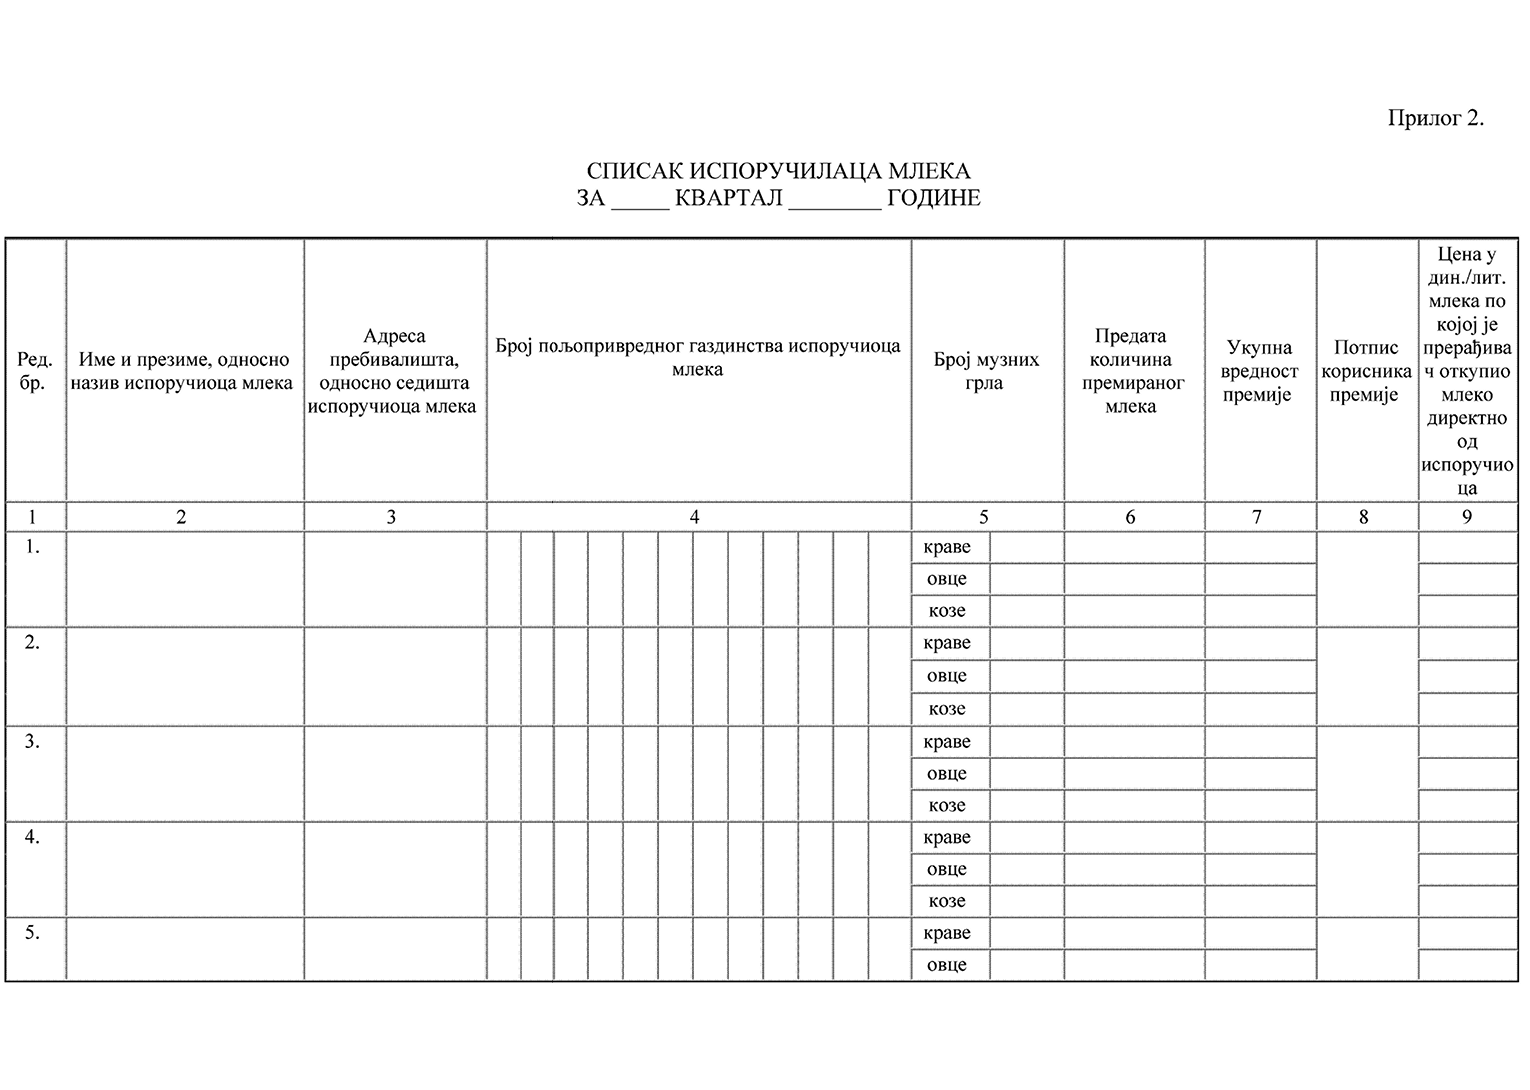 Прилог 2.
СПИСАК ИСПОРУЧИЛАЦА МЛЕКА
ЗА _____ КВАРТАЛ ________ ГОДИНЕ
Ред.
бр.
Име и презиме, односно
назив испоручиоца млека
Адреса
пребивалишта,
односно седишта
испоручиоца млека
Број пољопривредног газдинства испоручиоца
млека
Број музних
грла
Предата
количина
премираног
млека
Укупна
вредност
премије
Потпис
корисника
премије
Цена у
дин./лит.
млека по
којој је
прерађива
ч откупио
млеко
директно
од
испоручио
ца
1 2 3 4 5 6 7 8 9
1. краве
овце
козе
2. краве
овце
козе
3. краве
овце
козе
4. краве
овце
козе
5. краве
овце